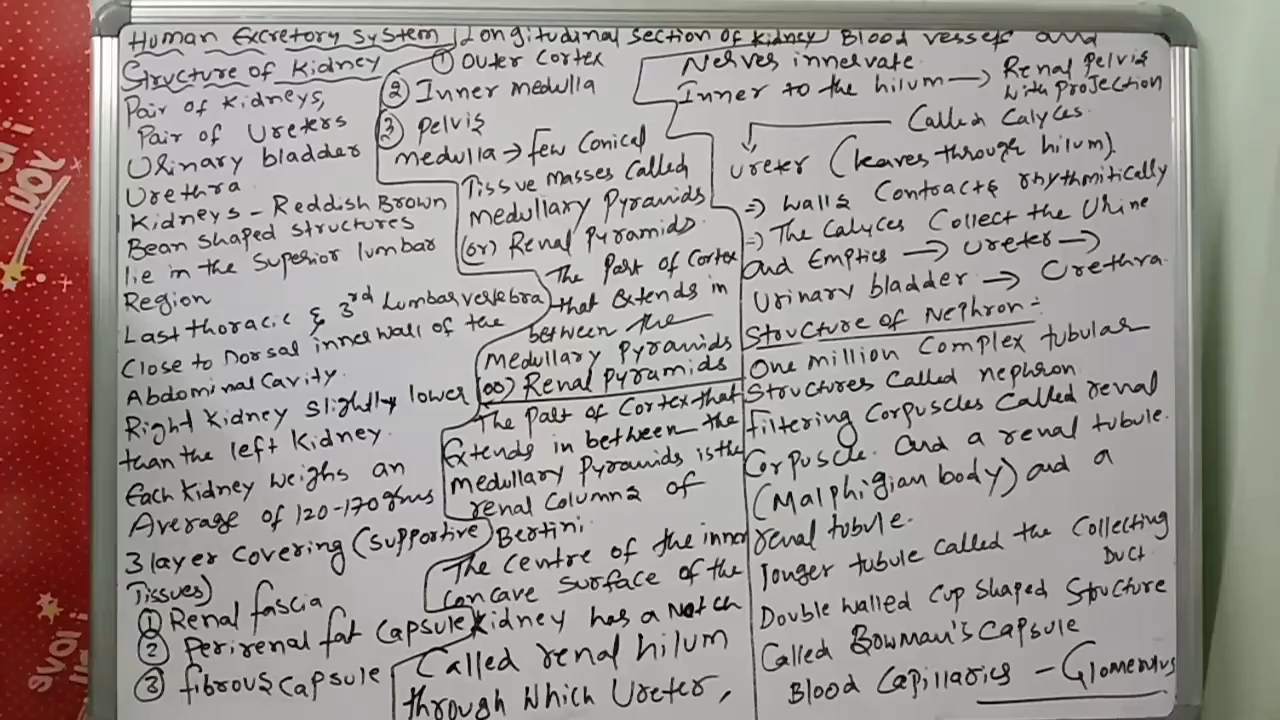 Human Excretory System
Structure of Kidney
Pair of Kidneys,
Pair of Ureters
Urinary bladder
Urethra
Kidneys - Reddish Brown
Bean shaped structures
lie in the superior lumbar
Region
Last thoracic & 3rd Lumbar vertebra
Close to Dorsal inner wall of the
Abdominal Cavity.
Right Kidney slightly lower
than the left Kidney.
Each Kidney weighs an
Average of 120-170 gms
3 layer covering (supportive
Tissues)
① Renal fascia
② Perirenal fat capsule
③ fibrous capsule
Longitudinal section of kidney
① Outer Cortex
② Inner medulla
③ Pelvis
medulla → few Conical
Tissue masses Called
medullary Pyramids
(or) Renal Pyramids.
The Part of Cortex
that Extends in
between the
medullary Pyramids
(or) Renal Pyramids
The Part of Cortex that
Extends in between the
medullary Pyramids is the
renal Columns of
Bertini.
The centre of the inner
concave surface of the
kidney has a Notch
Called renal hilum
through which Ureter,
Blood vessels and
Nerves innervate.
Inner to the hilum → Renal Pelvis
with Projection
Called Calyces.
Ureter (leaves through hilum).
⇒ walls Contracts rhythmitically
⇒ The Calyces Collect the Urine
and Empties → Ureter →
Urinary bladder → Urethra.
Structure of Nephron :-
One million Complex tubular
Structures Called nephron
filtering Corpuscles Called renal
Corpuscle. and a renal tubule.
(Malphigian body) and a
renal tubule.
longer tubule called the Collecting
Duct
Double walled Cup shaped Structure
Called Bowman's Capsule
Blood Capillaries - Glomerulus